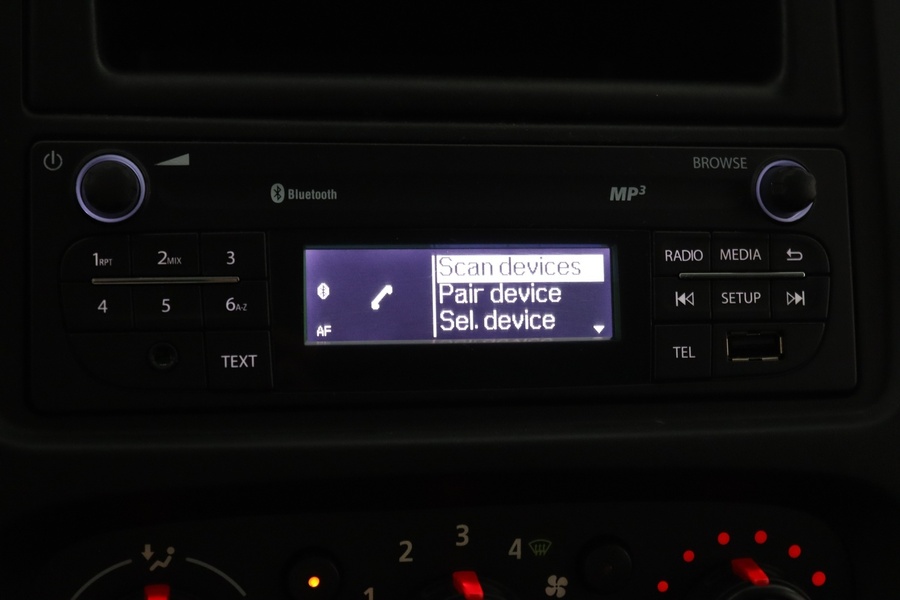 BROWSE
Bluetooth
MP3
1RPT 2MIX 3
4 5 6A-Z
TEXT
Scan devices
Pair device
Sel. device
AF
RADIO MEDIA
SETUP
TEL
1 2 3 4